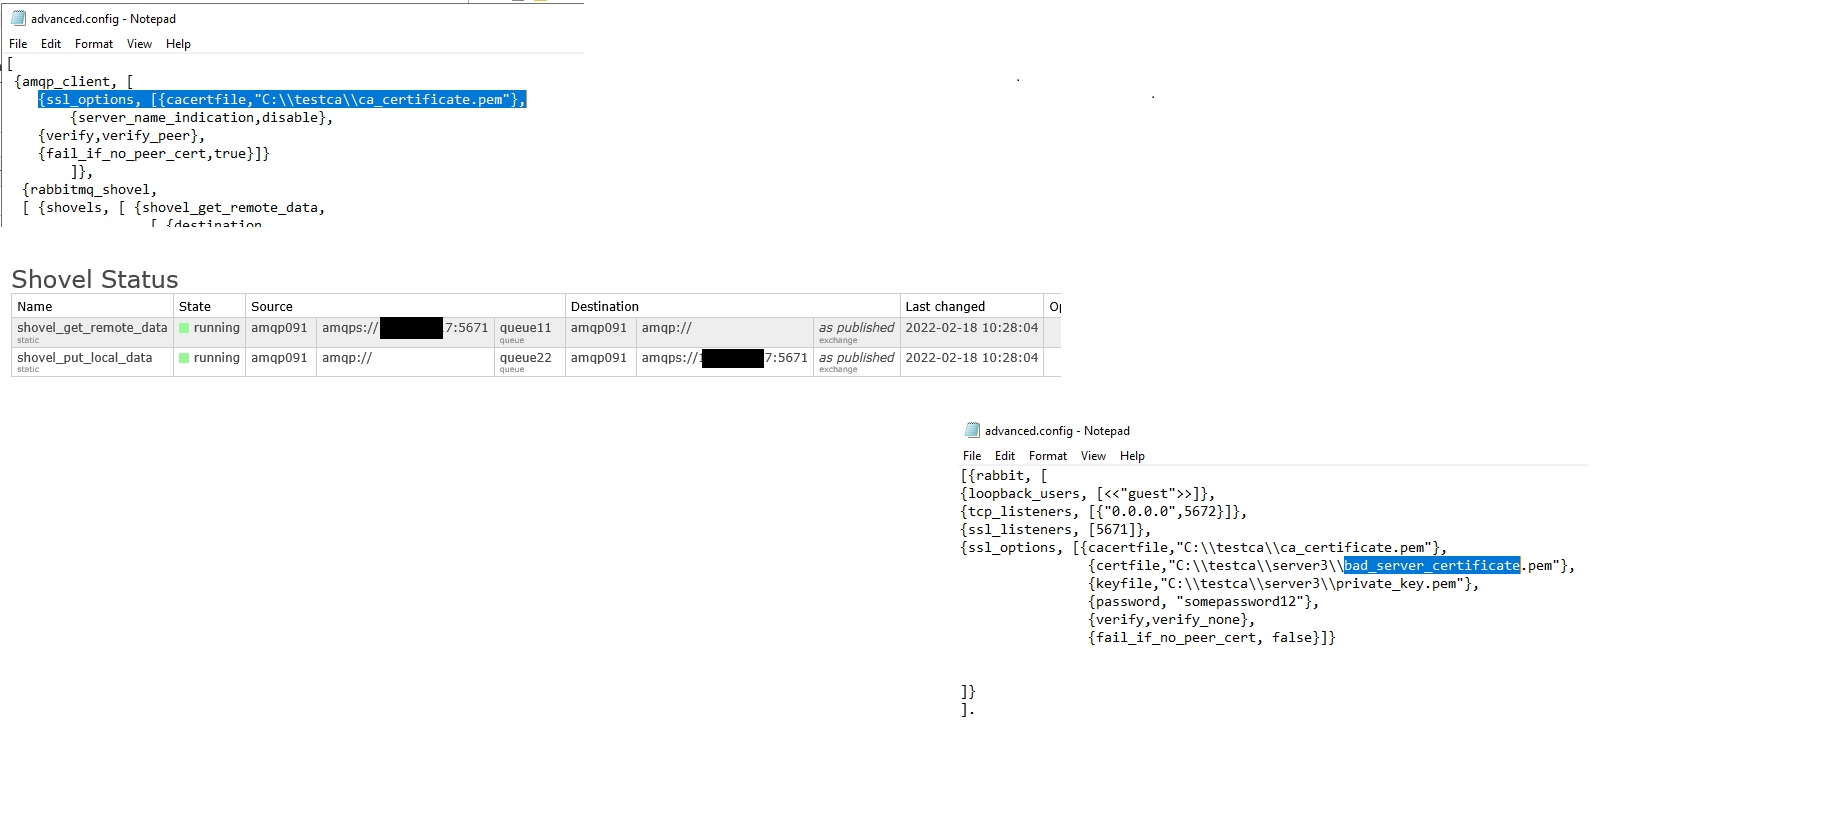 advanced.config - Notepad
File Edit Format View Help
[
{amqp_client, [
{ssl_options, [{cacertfile,"C:\\testca\\ca_certificate.pem"},
{server_name_indication,disable},
{verify,verify_peer},
{fail_if_no_peer_cert,true}]}
]},
{rabbitmq_shovel,
[ {shovels, [ {shovel_get_remote_data,
[ {destination
Shovel Status
Name State Source Destination Last changed
shovel_get_remote_data running amqp091 amqps:// 7:5671 queue11 amqp091 amqp:// as published 2022-02-18 10:28:04
static queue exchange
shovel_put_local_data running amqp091 amqp:// queue22 amqp091 amqps:// 7:5671 as published 2022-02-18 10:28:04
static queue exchange
advanced.config - Notepad
File Edit Format View Help
[{rabbit, [
{loopback_users, [<<"guest">>]},
{tcp_listeners, [{"0.0.0.0",5672}]},
{ssl_listeners, [5671]},
{ssl_options, [{cacertfile,"C:\\testca\\ca_certificate.pem"},
{certfile,"C:\\testca\\server3\\bad_server_certificate.pem"},
{keyfile,"C:\\testca\\server3\\private_key.pem"},
{password, "somepassword12"},
{verify,verify_none},
{fail_if_no_peer_cert, false}]}
]}
].